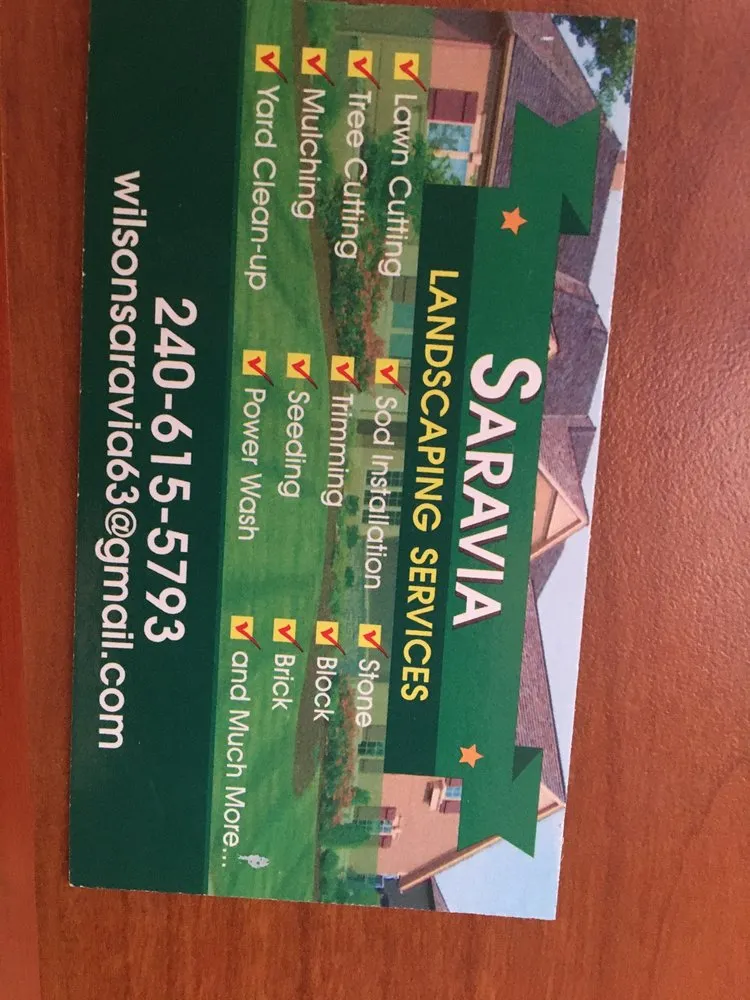 SARAVIA
LANDSCAPING SERVICES
Lawn Cutting
Tree Cutting
Mulching
Yard Clean-up
Sod Installation
Trimming
Seeding
Power Wash
Stone
Block
Brick
and Much More...
240-615-5793
wilsonsaravia63@gmail.com